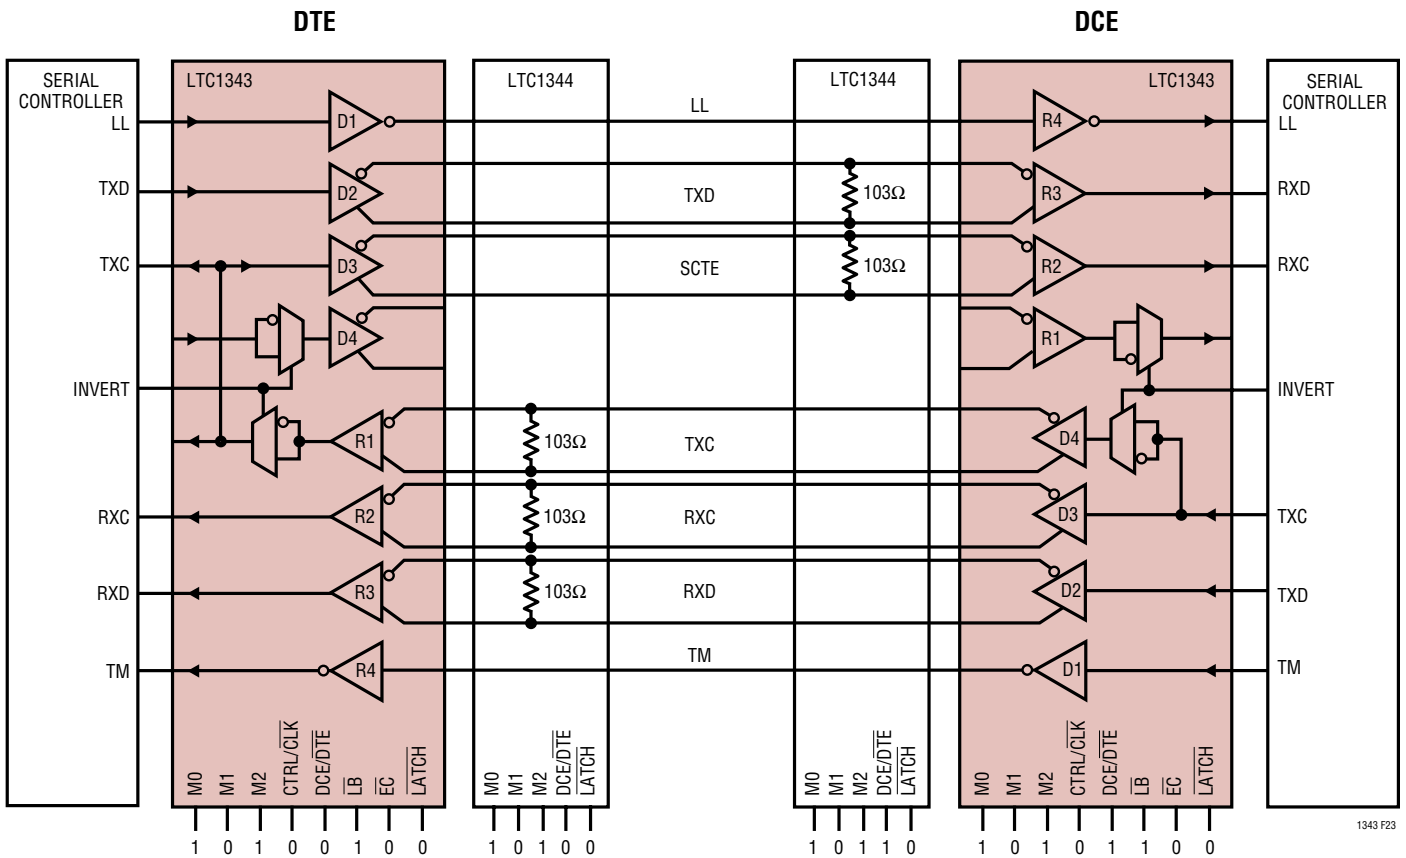 DTE
DCE
SERIAL
CONTROLLER
LTC1343
LTC1344
LTC1344
LTC1343
SERIAL
CONTROLLER
LL
D1
LL
R4
LL
TXD
D2
TXD
103Ω
R3
RXD
TXC
D3
SCTE
103Ω
R2
RXC
D4
R1
INVERT
INVERT
R1
103Ω
TXC
D4
RXC
R2
103Ω
RXC
D3
TXC
RXD
R3
103Ω
RXD
D2
TXD
TM
R4
TM
D1
TM
M0 M1 M2 CTRL/CLK DCE/DTE LB EC LATCH
M0 M1 M2 DCE/DTE LATCH
M0 M1 M2 DCE/DTE LATCH
M0 M1 M2 CTRL/CLK DCE/DTE LB EC LATCH
1 0 1 0 0 1 0 0
1 0 1 0 0
1 0 1 1 0
1 0 1 0 1 1 0 0
1343 F23